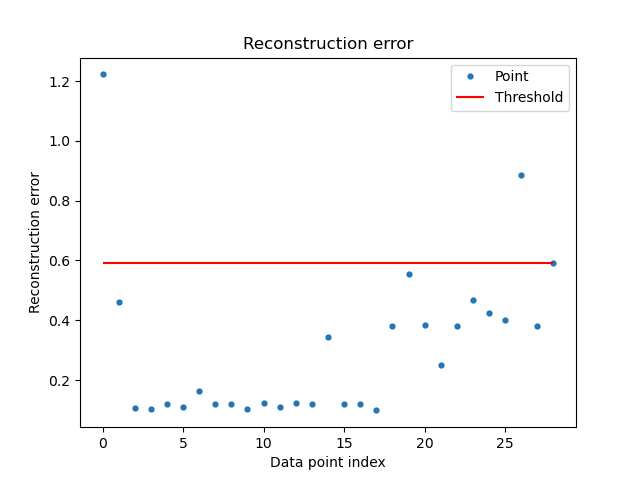 Reconstruction error
Point
Threshold
1.2
1.0
0.8
0.6
0.4
0.2
Reconstruction error
0
5
10
15
20
25
Data point index